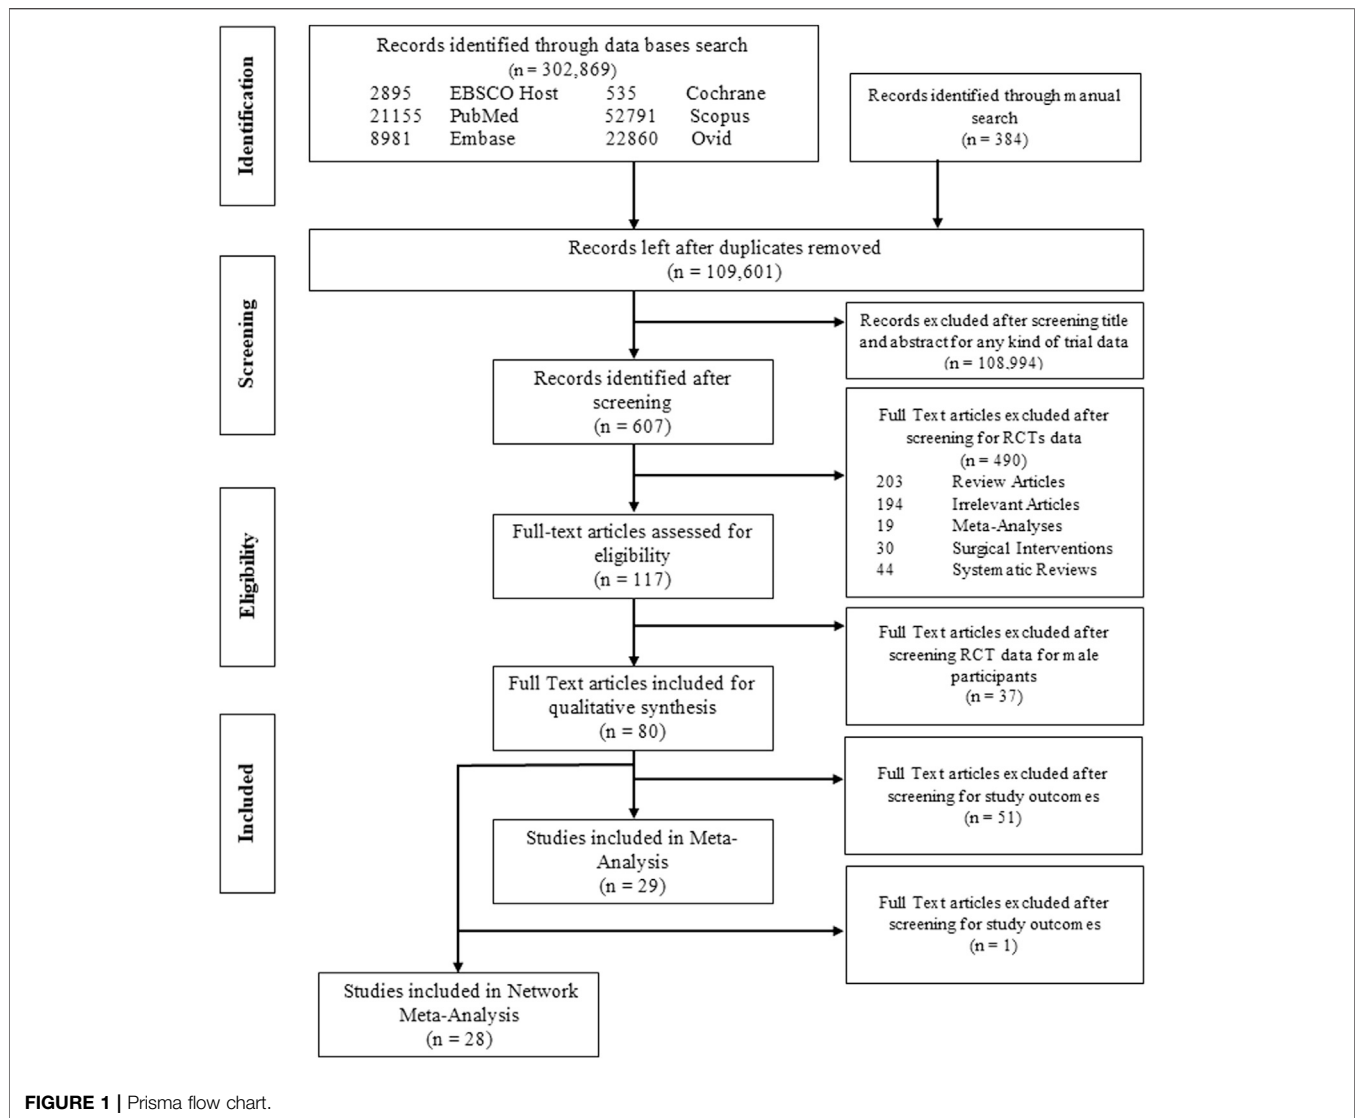 Identification
Records identified through data bases search
(n = 302,869)
2895 EBSCO Host 535 Cochrane
21155 PubMed 52791 Scopus
8981 Embase 22860 Ovid
Records identified through manual
search
(n = 384)
Records left after duplicates removed
(n = 109,601)
Screening
Records excluded after screening title
and abstract for any kind of trial data
(n = 108,994)
Records identified after
screening
(n = 607)
Full Text articles excluded after
screening for RCTs data
(n = 490)
203 Review Articles
194 Irrelevant Articles
19 Meta-Analyses
30 Surgical Interventions
44 Systematic Reviews
Eligibility
Full-text articles assessed for
eligibility
(n = 117)
Full Text articles excluded after
screening RCT data for male
participants
(n = 37)
Full Text articles included for
qualitative synthesis
(n = 80)
Included
Full Text articles excluded after
screening for study outcomes
(n = 51)
Studies included in Meta-
Analysis
(n = 29)
Full Text articles excluded after
screening for study outcomes
(n = 1)
Studies included in Network
Meta-Analysis
(n = 28)
FIGURE 1 | Prisma flow chart.